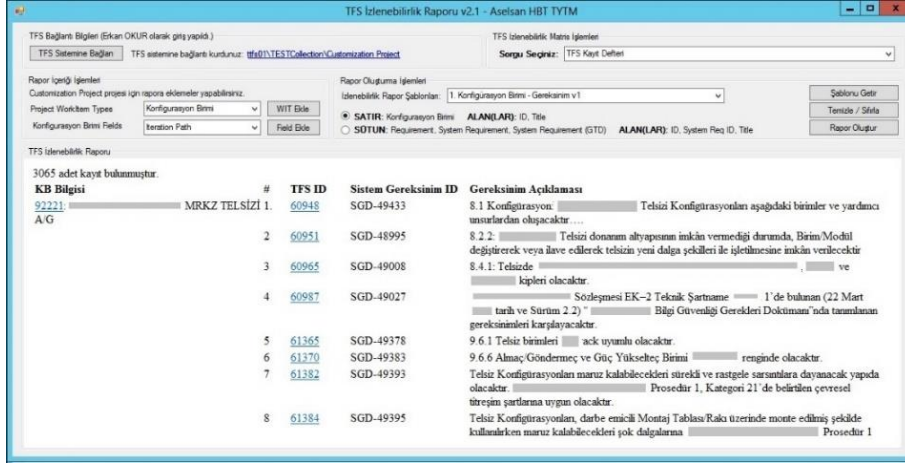 TFS İzlenebilirlik Raporu v2.1 - Aselsan HBT TYTM
TFS Bağlantı Bilgileri (Erkan OKUR olarak giriş yapıldı.)
TFS Sistemine Bağlan TFS sistemine bağlantı kurdunuz: ttfs01\TESTCollection\Customization Project
TFS İzlenebilirlik Matris İşlemleri
Sorgu Seçiniz: TFS Kayıt Defteri
Rapor İçeriği İşlemleri
Customization Project projesi için rapora eklemeler yapabilirsiniz.
Project WorkItem Types Konfigurasyon Birimi WIT Ekle
Konfigurasyon Birimi Fields Iteration Path Field Ekle
Rapor Oluşturma İşlemleri
İzlenebilirlik Rapor Şablonları: 1. Konfigürasyon Birimi - Gereksinim v1
SATIR: Konfigurasyon Birimi ALAN(LAR): ID, Title
SÜTUN: Requirement, System Requirement, System Requirement (GTD) ALAN(LAR): ID, System Req ID, Title
Şablonu Getir
Temizle / Sıfırla
Rapor Oluştur
TFS İzlenebilirlik Raporu
3065 adet kayıt bulunmuştur.
KB Bilgisi # TFS ID Sistem Gereksinim ID Gereksinim Açıklaması
92221: MRKZ TELSİZİ 1. 60948 SGD-49433 8.1 Konfigürasyon: Telsizi Konfigürasyonları aşağıdaki birimler ve yardımcı
A/G unsurlardan oluşacaktır….
2 60951 SGD-48995 8.2.2: Telsizi donanım altyapısının imkân vermediği durumda, Birim/Modül
değiştirerek veya ilave edilerek telsizin yeni dalga şekilleri ile işletilmesine imkân verilecektir
3 60965 SGD-49008 8.4.1: Telsizde , ve
kipleri olacaktır.
4 60987 SGD-49027 Sözleşmesi EK–2 Teknik Şartname 1`de bulunan (22 Mart
tarih ve Sürüm 2.2) " Bilgi Güvenliği Gerekleri Dokümanı"nda tanımlanan
gereksinimleri karşılayacaktır.
5 61365 SGD-49378 9.6.1 Telsiz birimleri ack uyumlu olacaktır.
6 61370 SGD-49383 9.6.6 Almaç/Göndermeç ve Güç Yükselteç Birimi renginde olacaktır.
7 61382 SGD-49393 Telsiz Konfigürasyonları maruz kalabilecekleri sürekli ve rastgele sarsıntılara dayanacak yapıda
olacaktır. Prosedür 1, Kategori 21`de belirtilen çevresel
titreşim şartlarına uygun olacaktır.
8 61384 SGD-49395 Telsiz Konfigürasyonları, darbe emicili Montaj Tablası/Rakı üzerinde monte edilmiş şekilde
kullanılırken maruz kalabilecekleri şok dalgalarına Prosedür 1